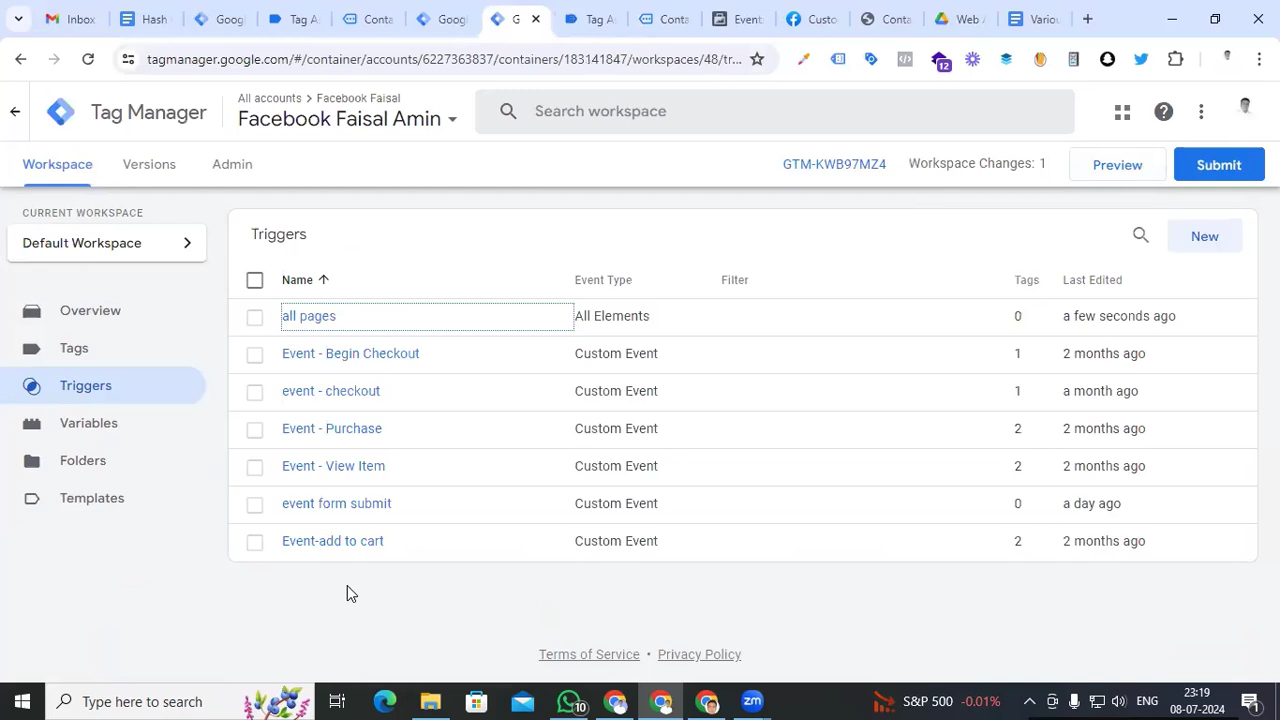 Inbox
Hash
Goog
Tag A
Conta
Googl
G
Tag A
Conta
Event
Custo
Conta
Web A
Variou
tagmanager.google.com/#/container/accounts/6227363837/containers/183141847/workspaces/48/tr...
12
Tag Manager
All accounts > Facebook Faisal
Facebook Faisal Amin
Search workspace
Workspace
Versions
Admin
GTM-KWB97MZ4
Workspace Changes: 1
Preview
Submit
CURRENT WORKSPACE
Default Workspace
Overview
Tags
Triggers
Variables
Folders
Templates
Triggers
New
Name Event Type Filter Tags Last Edited
all pages All Elements 0 a few seconds ago
Event - Begin Checkout Custom Event 1 2 months ago
event - checkout Custom Event 1 a month ago
Event - Purchase Custom Event 2 2 months ago
Event - View Item Custom Event 2 2 months ago
event form submit Custom Event 0 a day ago
Event-add to cart Custom Event 2 2 months ago
Terms of Service • Privacy Policy
Type here to search
10
zm
S&P 500 -0.01%
ENG
23:19
08-07-2024
1